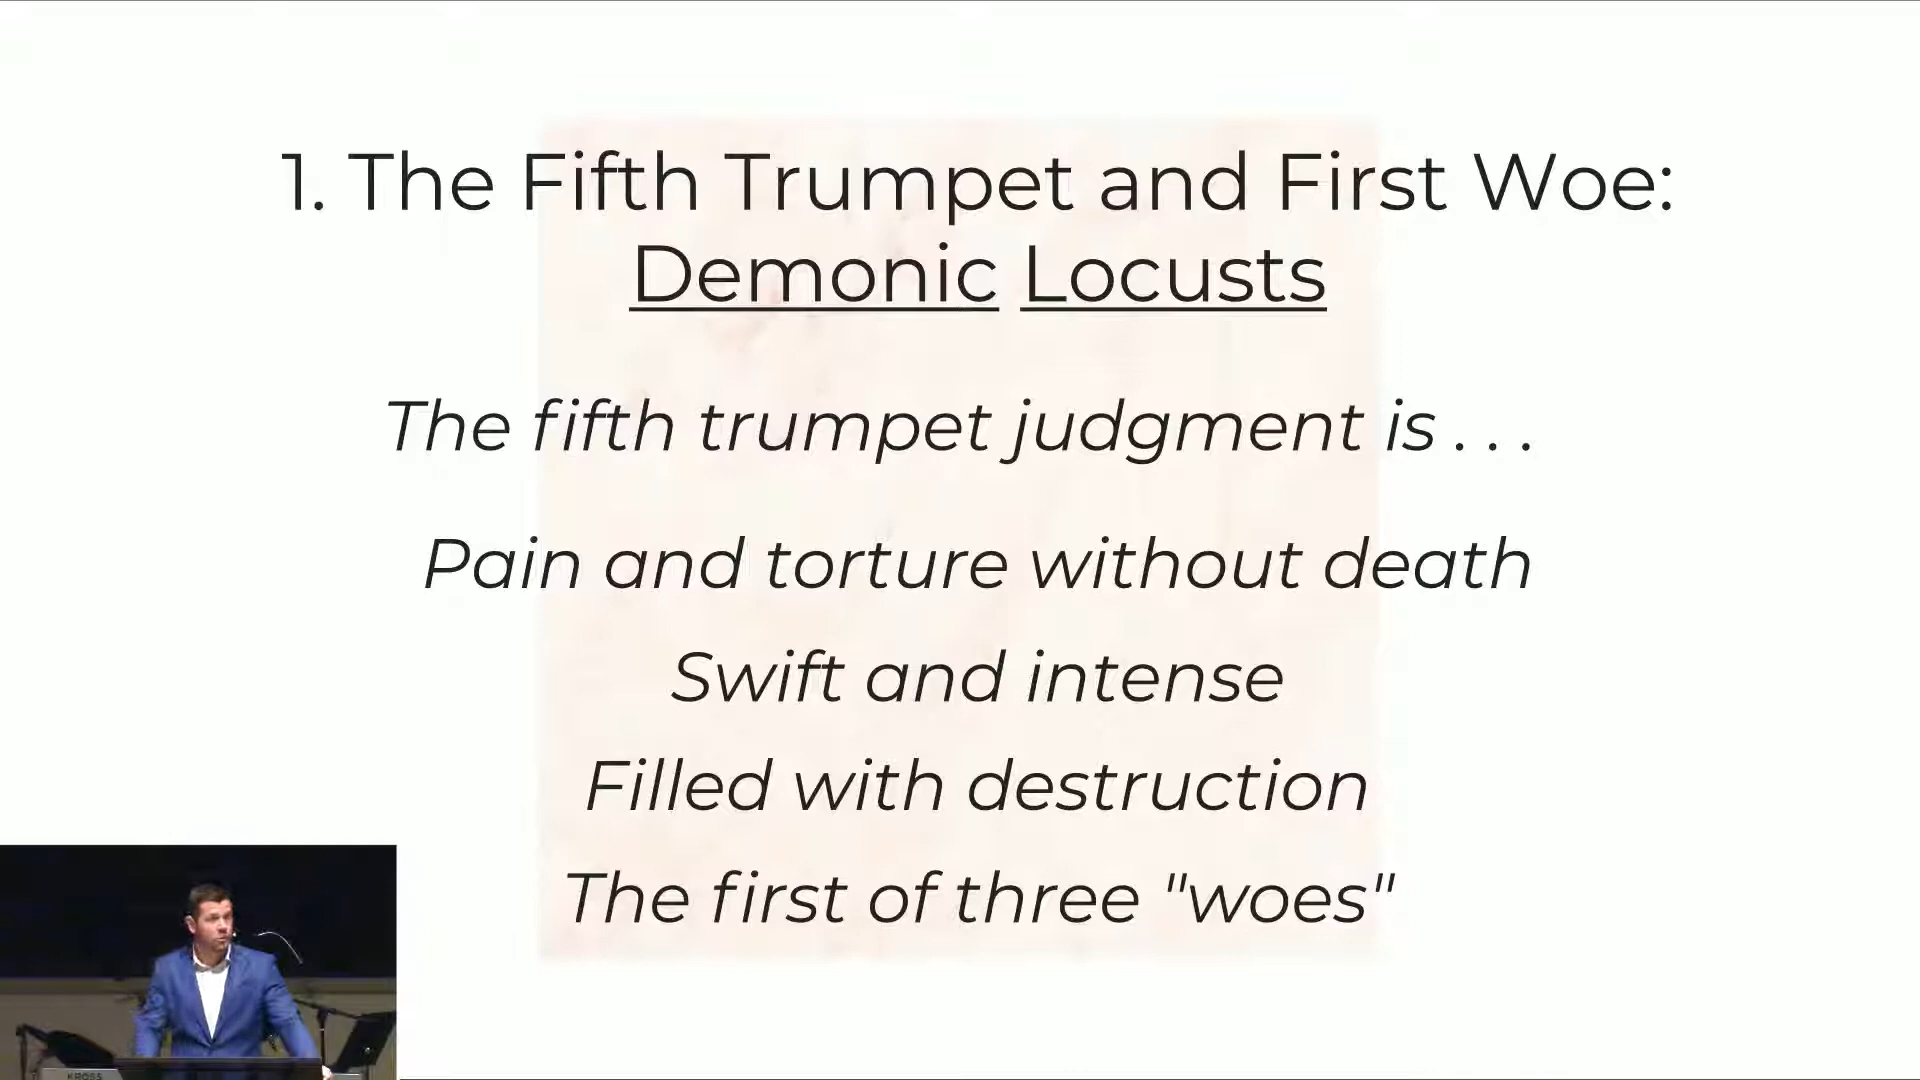 1. The Fifth Trumpet and First Woe:
Demonic Locusts
The fifth trumpet judgment is . . .
Pain and torture without death
Swift and intense
Filled with destruction
The first of three "woes"
KROSS